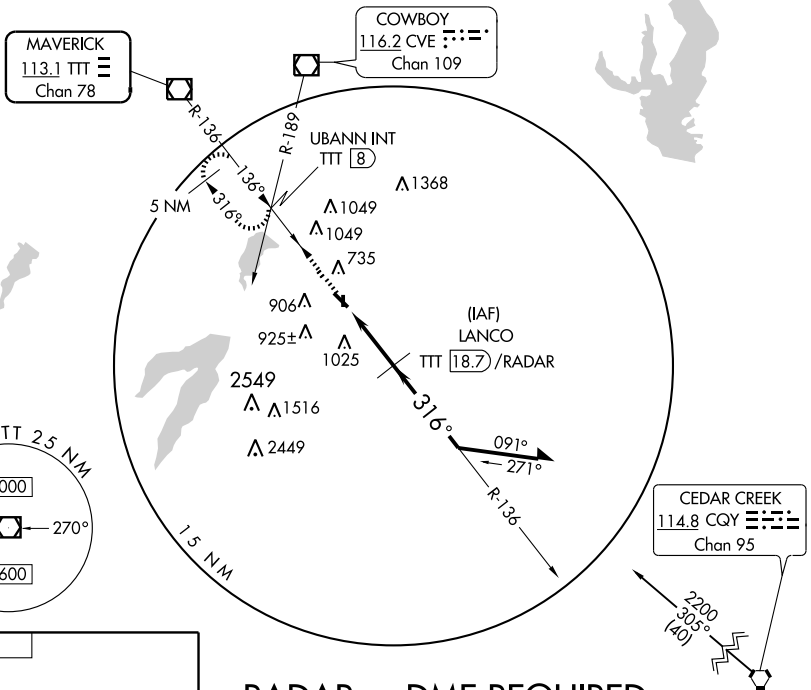 MAVERICK
113.1 TTT
Chan 78
COWBOY
116.2 CVE
Chan 109
R-136
R-189
UBANN INT
TTT 8
136°
316°
5 NM
1368
1049
1049
735
906
925±
1025
(IAF)
LANCO
TTT 18.7 /RADAR
2549
1516
2449
316°
091°
271°
R-136
15 NM
TT 25 NM
000
270°
600
CEDAR CREEK
114.8 CQY
Chan 95
2200
305°
(40)